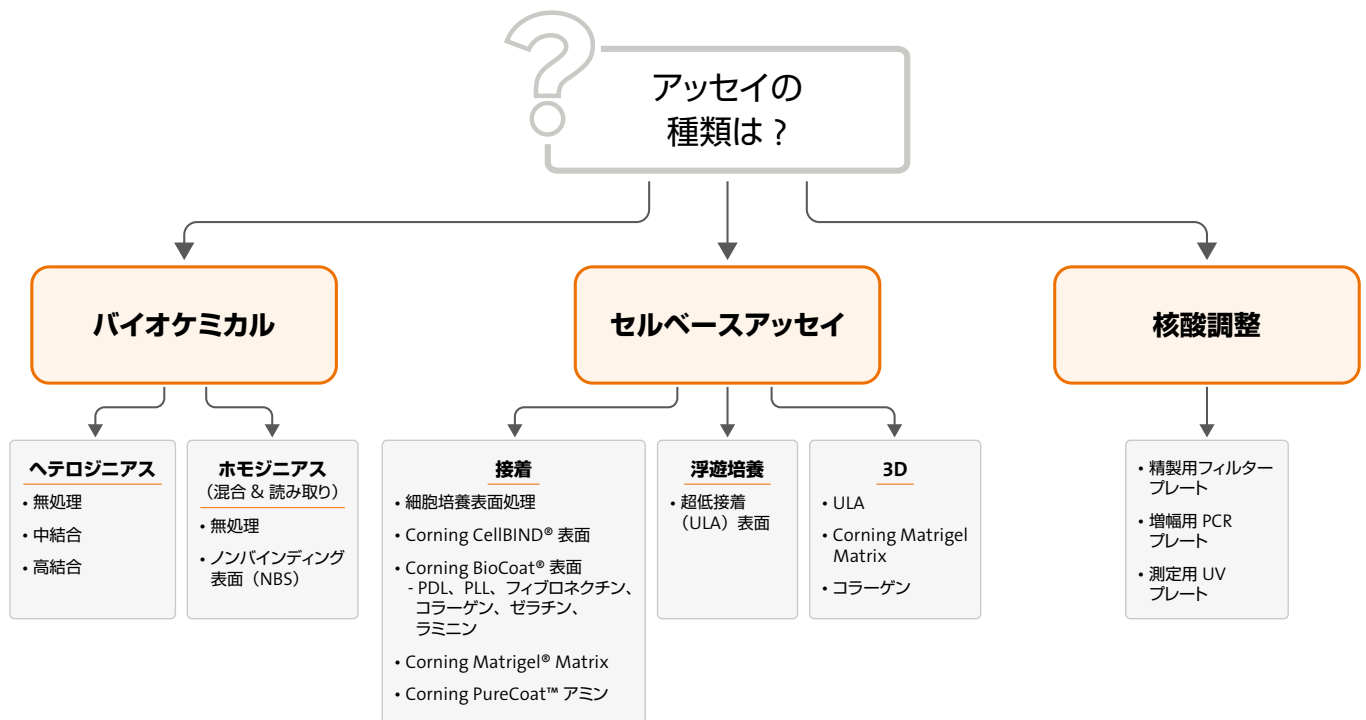 アッセイの
種類は?
バイオケミカル
セルベースアッセイ
核酸調整
ヘテロジニアス
• 無処理
• 中結合
• 高結合
ホモジニアス
（混合 & 読み取り）
• 無処理
• ノンバインディング
表面（NBS）
接着
• 細胞培養表面処理
• Corning CellBIND® 表面
• Corning BioCoat® 表面
- PDL、PLL、フィブロネクチン、
コラーゲン、ゼラチン、
ラミニン
• Corning Matrigel® Matrix
• Corning PureCoat™ アミン
浮遊培養
• 超低接着
（ULA）表面
3D
• ULA
• Corning Matrigel
Matrix
• コラーゲン
• 精製用フィルター
プレート
• 増幅用 PCR
プレート
• 測定用 UV
プレート